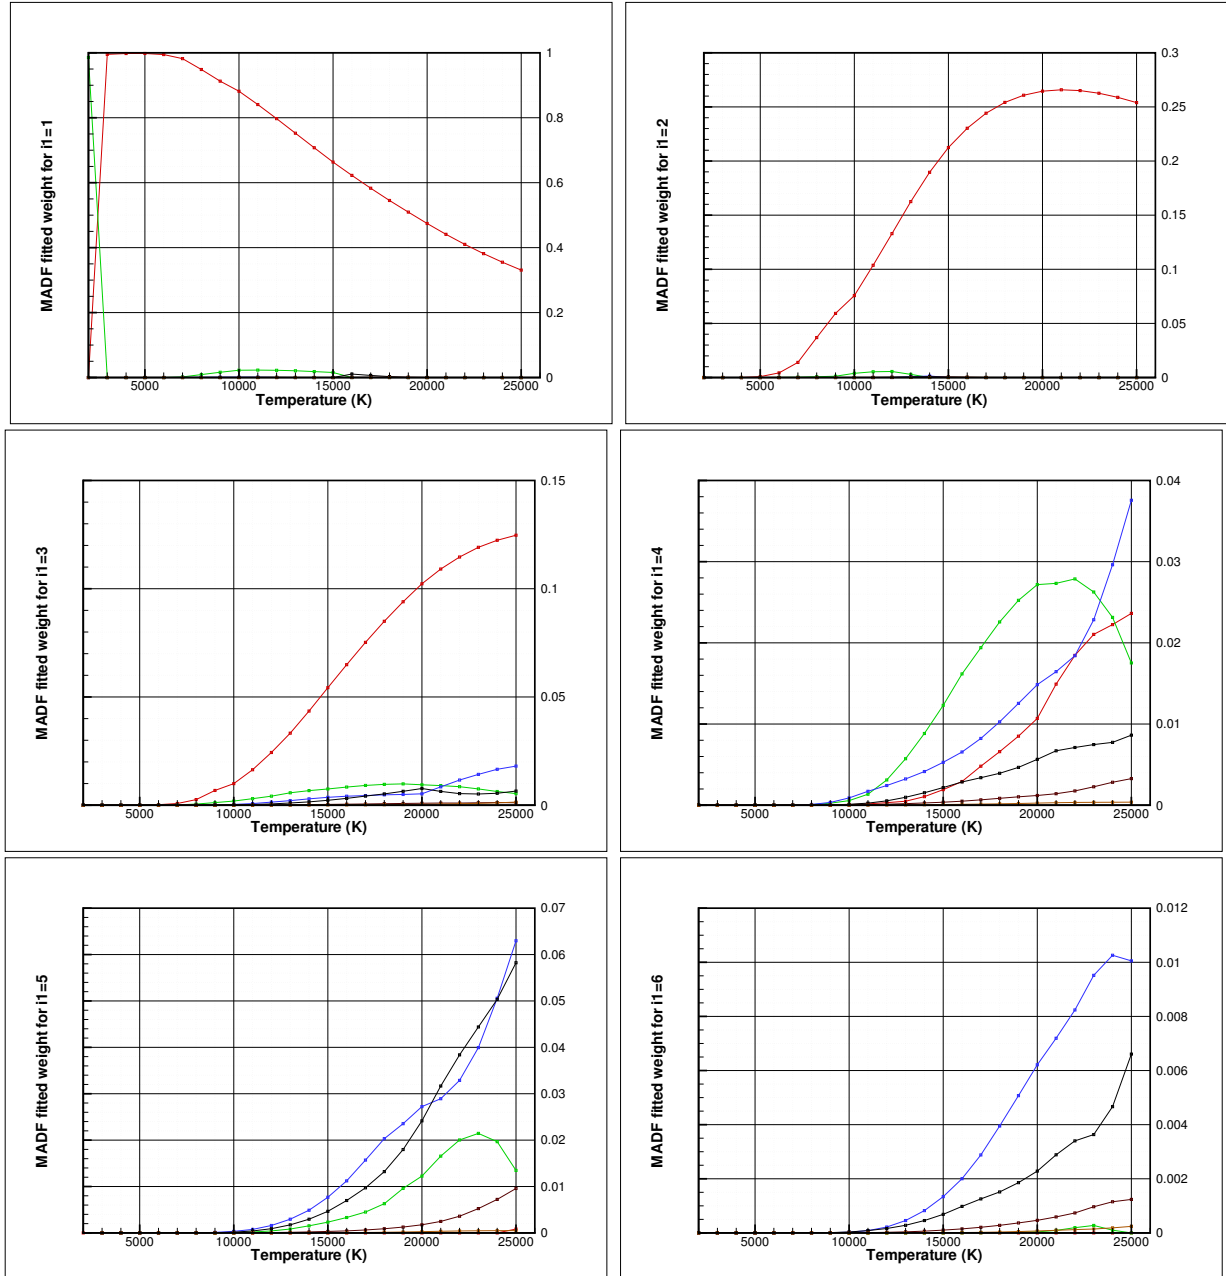 MADF fitted weight for i1=1
1
0.8
0.6
0.4
0.2
0
5000 10000 15000 20000 25000
Temperature (K)
MADF fitted weight for i1=2
0.3
0.25
0.2
0.15
0.1
0.05
0
5000 10000 15000 20000 25000
Temperature (K)
MADF fitted weight for i1=3
0.15
0.1
0.05
0
5000 10000 15000 20000 25000
Temperature (K)
MADF fitted weight for i1=4
0.04
0.03
0.02
0.01
0
5000 10000 15000 20000 25000
Temperature (K)
MADF fitted weight for i1=5
0.07
0.06
0.05
0.04
0.03
0.02
0.01
0
5000 10000 15000 20000 25000
Temperature (K)
MADF fitted weight for i1=6
0.012
0.01
0.008
0.006
0.004
0.002
0
5000 10000 15000 20000 25000
Temperature (K)